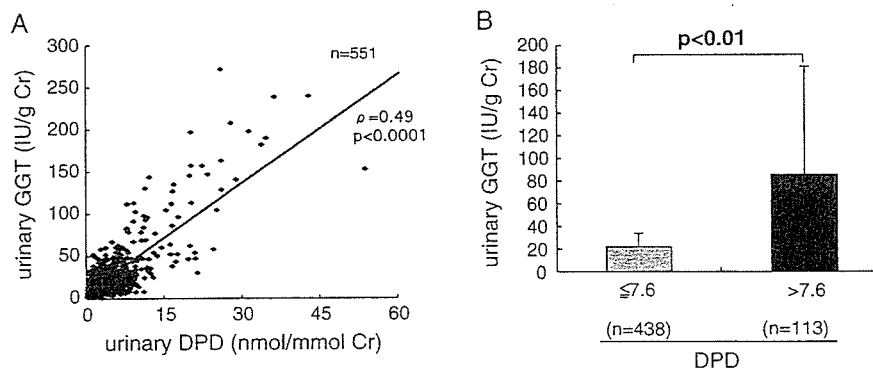 A
300
250
200
150
100
50
0
urinary GGT (IU/g Cr)
n=551
ρ=0.49
p<0.0001
0 15 30 45 60
urinary DPD (nmol/mmol Cr)
B
p<0.01
200
180
160
140
120
100
80
60
40
20
0
urinary GGT (IU/g Cr)
≦7.6 >7.6
(n=438) (n=113)
DPD